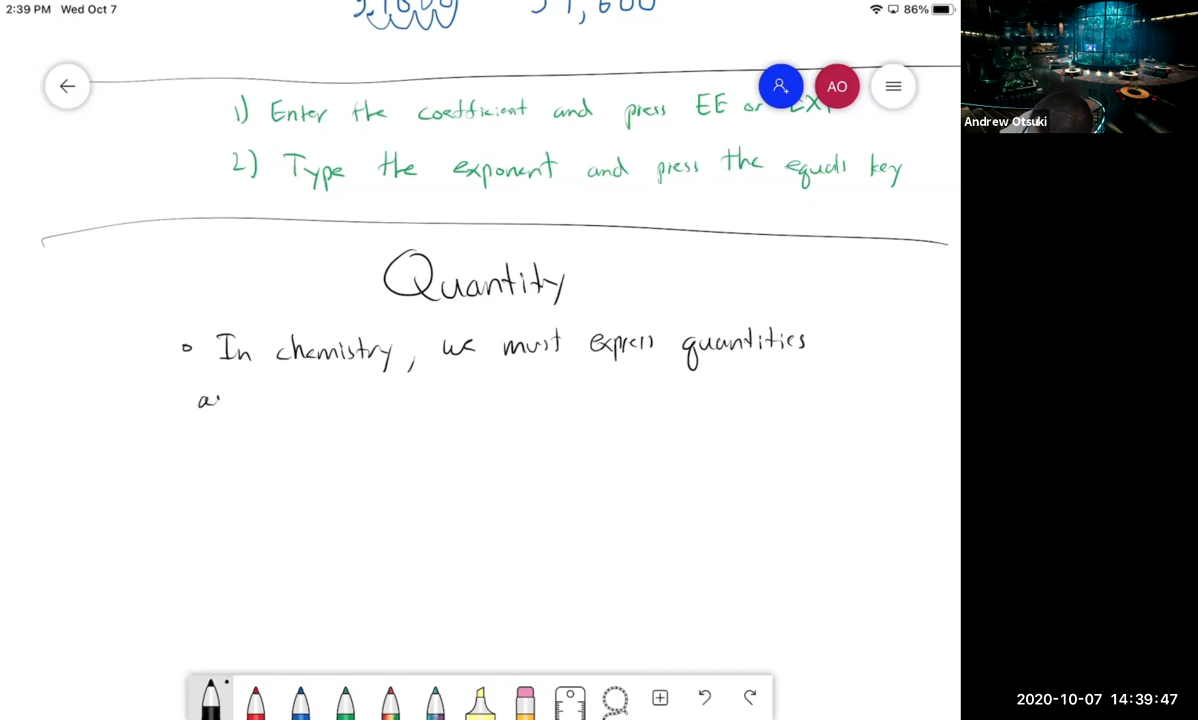 2:39 PM Wed Oct 7
86%
1) Enter the coefficient and press EE or EXP
AO
Andrew Otsuki
2) Type the exponent and press the equals key
Quantity
In chemistry, we must express quantities
2020-10-07 14:39:47